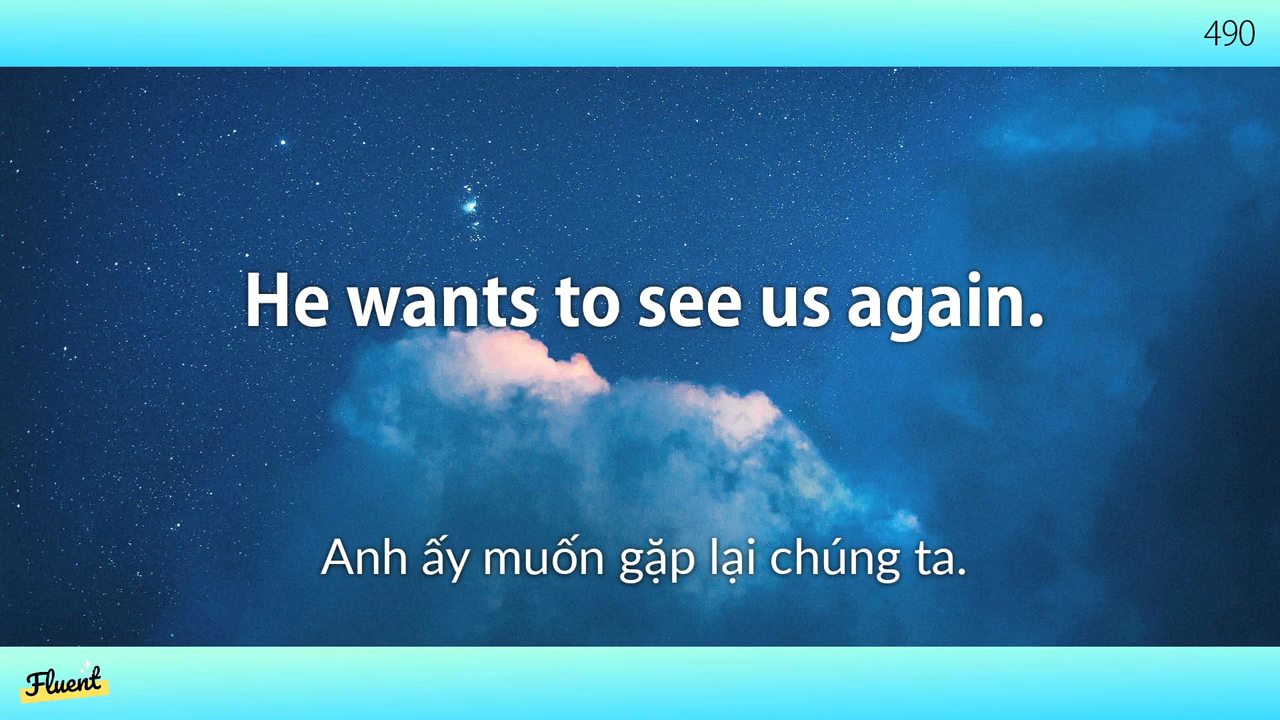 490
He wants to see us again.
Anh ấy muốn gặp lại chúng ta.
Fluent